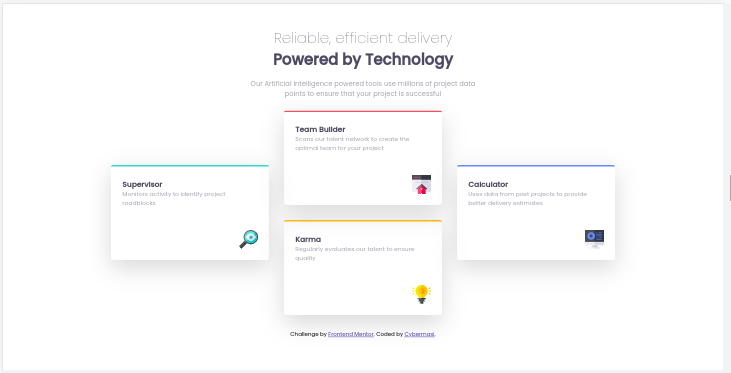 Reliable, efficient delivery
Powered by Technology
Our Artificial Intelligence powered tools use millions of project data
points to ensure that your project is successful
Team Builder
Scans our talent network to create the
optimal team for your project
Supervisor
Monitors activity to identify project
roadblocks
Calculator
Uses data from past projects to provide
better delivery estimates
Karma
Regularly evaluates our talent to ensure
quality
Challenge by Frontend Mentor. Coded by Cybermaxi.